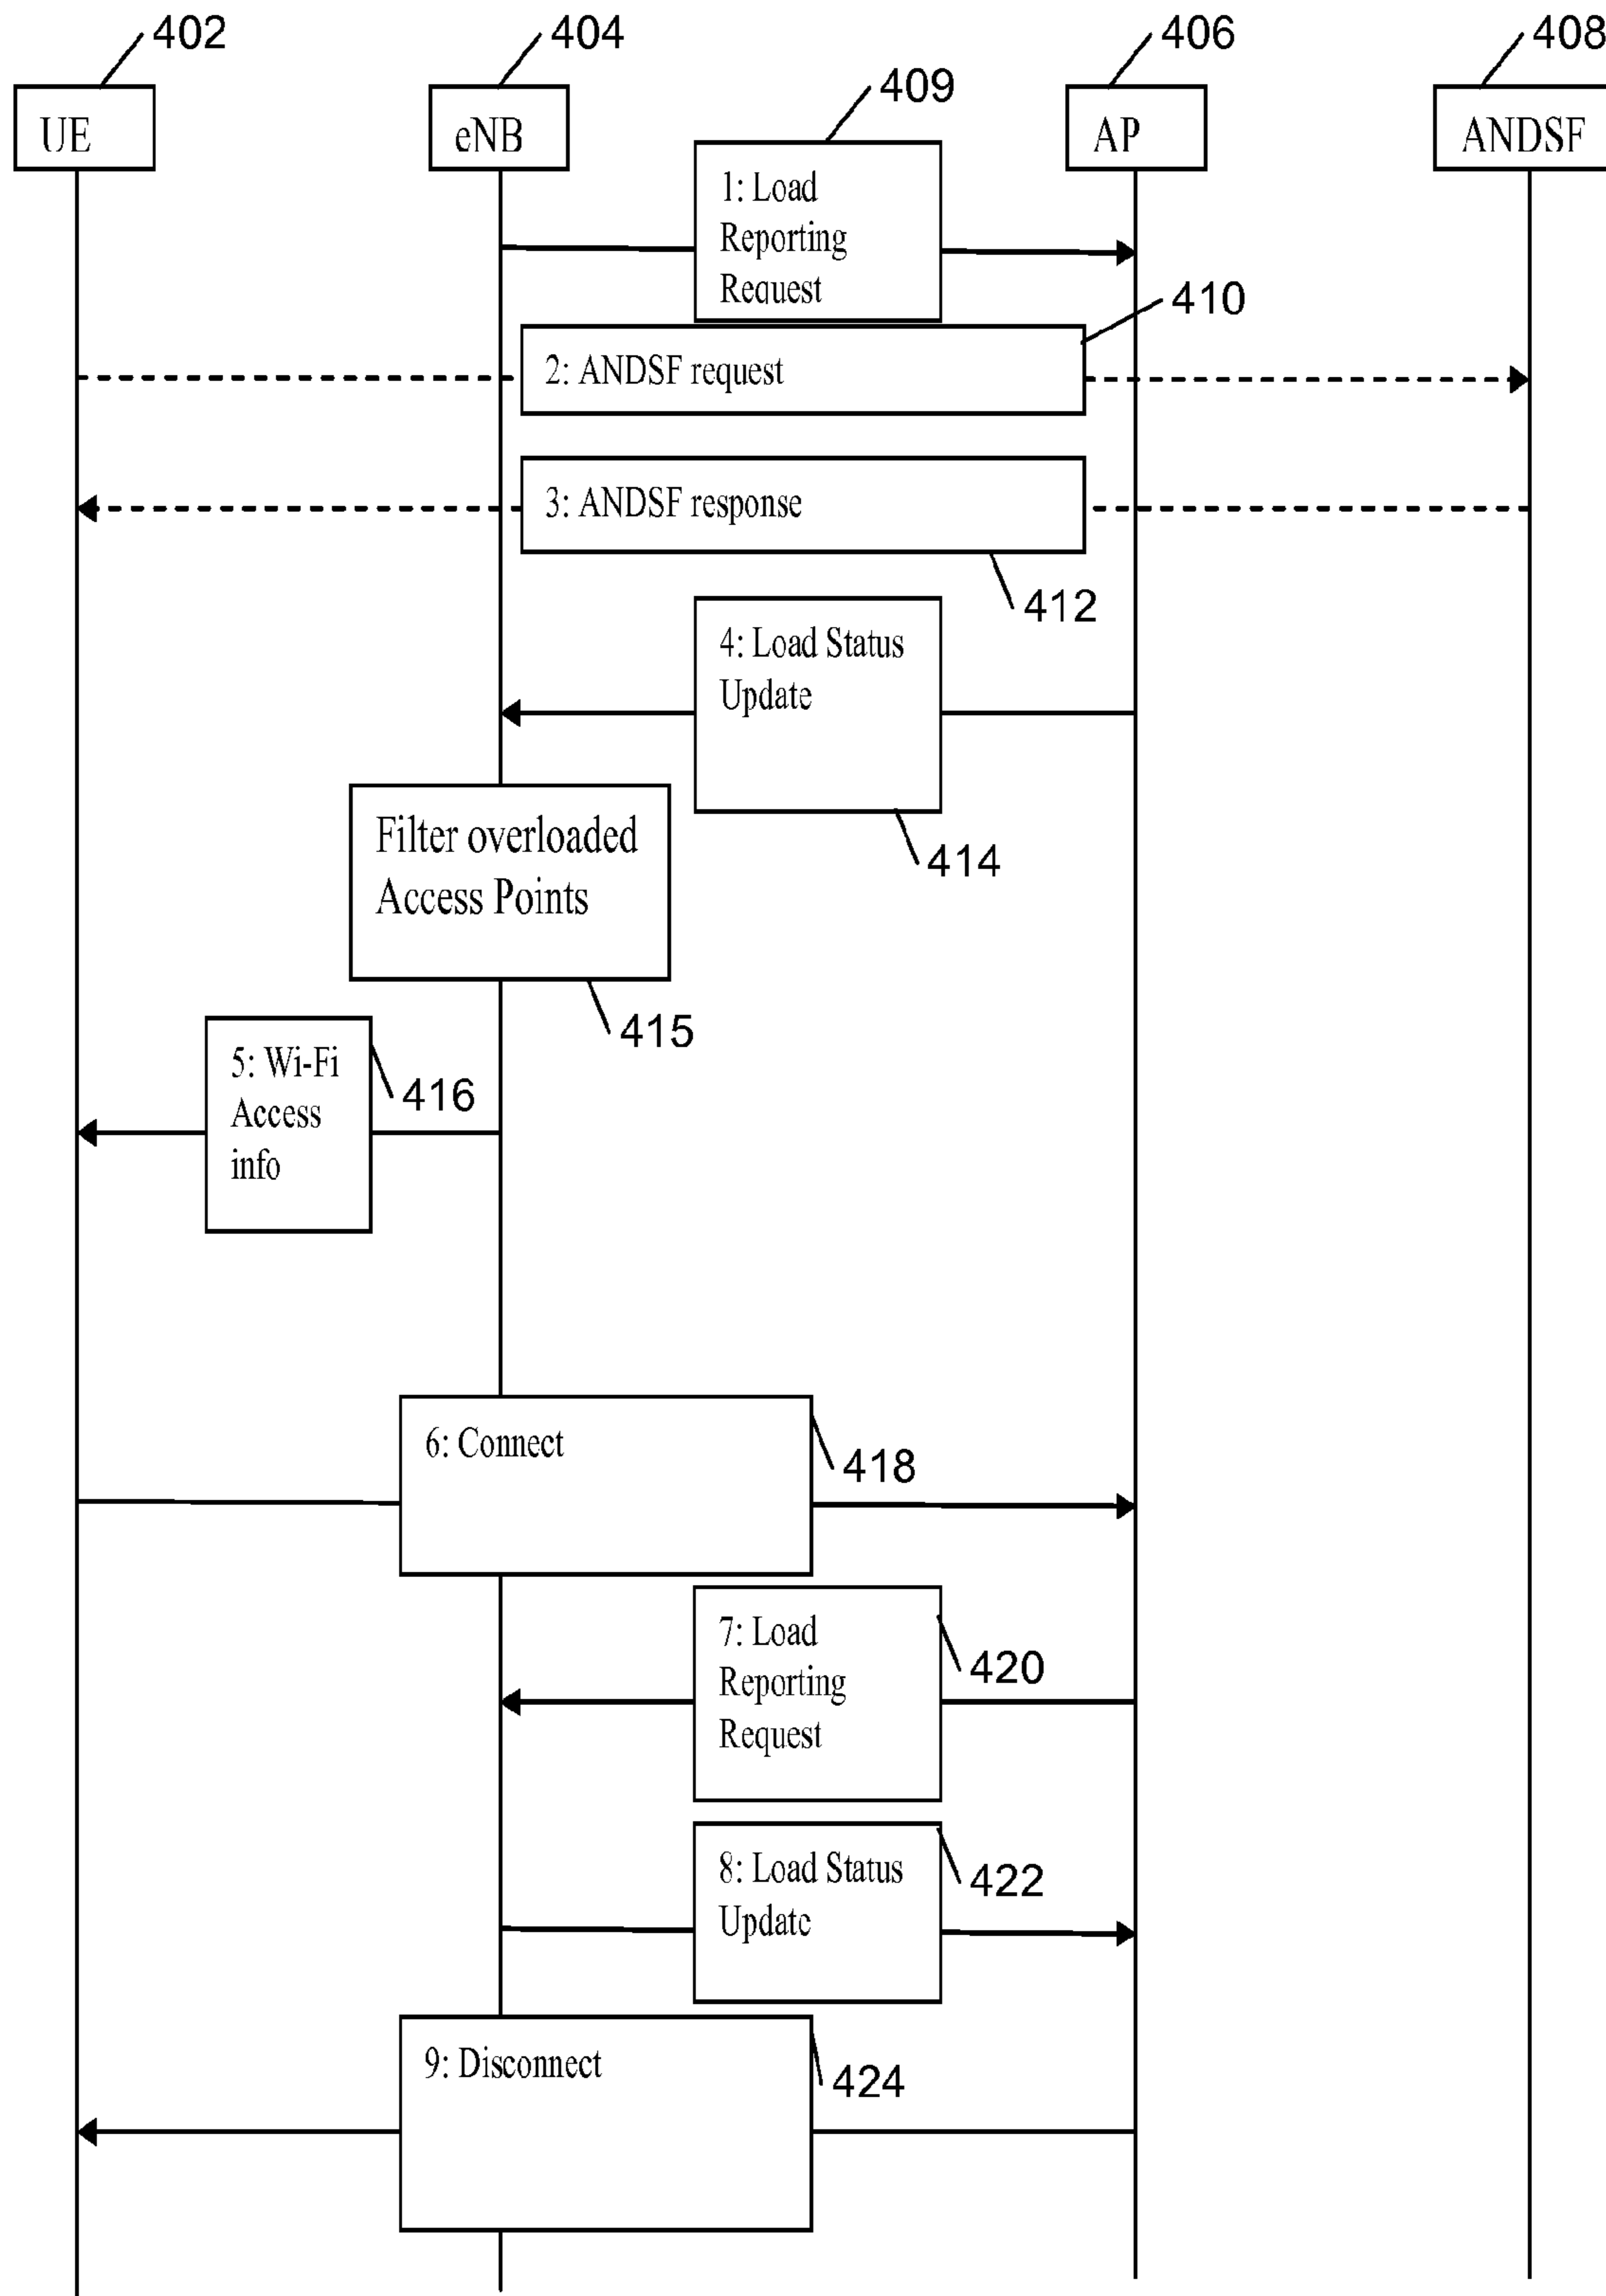 402
404
406
408
409
UE
eNB
AP
ANDSF
1: Load
Reporting
Request
410
2: ANDSF request
3: ANDSF response
412
4: Load Status
Update
414
Filter overloaded
Access Points
415
5: Wi-Fi
Access
info
416
6: Connect
418
7: Load
Reporting
Request
420
8: Load Status
Update
422
9: Disconnect
424